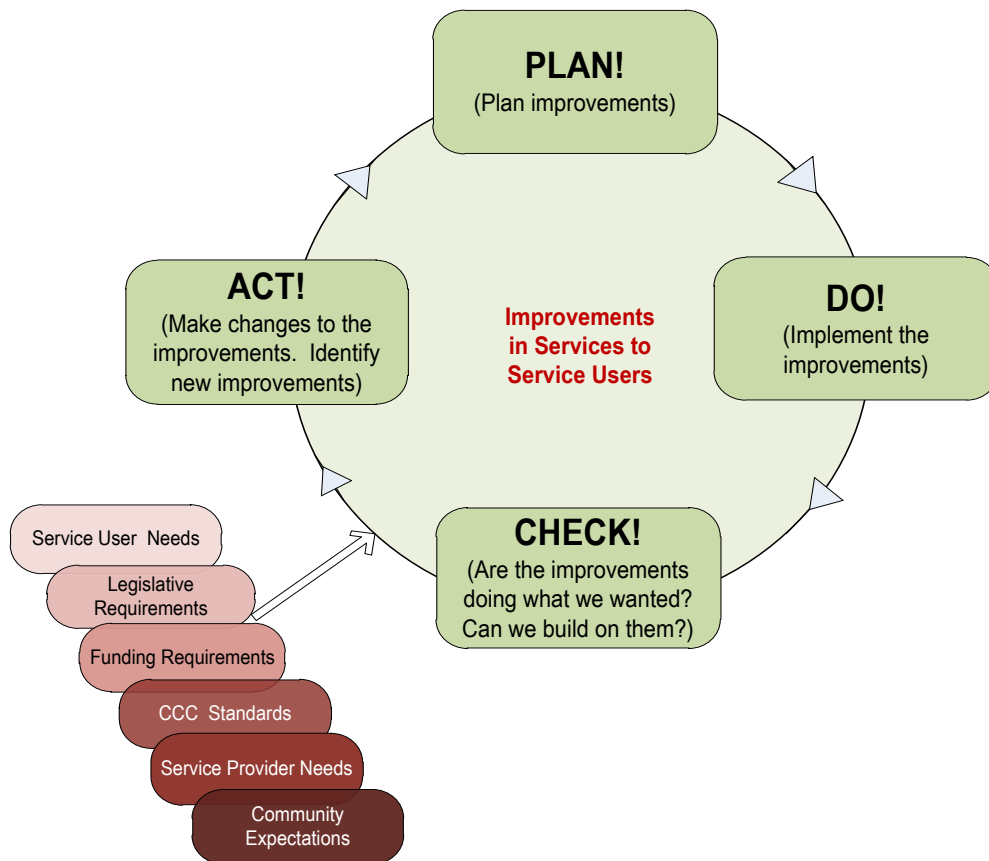 PLAN!
(Plan improvements)
ACT!
(Make changes to the
improvements.  Identify
new improvements)
Improvements
in Services to
Service Users
DO!
(Implement the
improvements)
CHECK!
(Are the improvements
doing what we wanted?
Can we build on them?)
Service User  Needs
Legislative
Requirements
Funding Requirements
CCC  Standards
Service Provider Needs
Community
Expectations